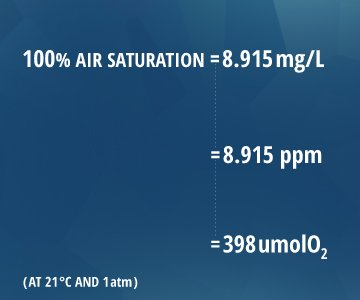 100% AIR SATURATION = 8.915 mg/L
= 8.915 ppm
= 398 umolO₂
(AT 21°C AND 1atm)